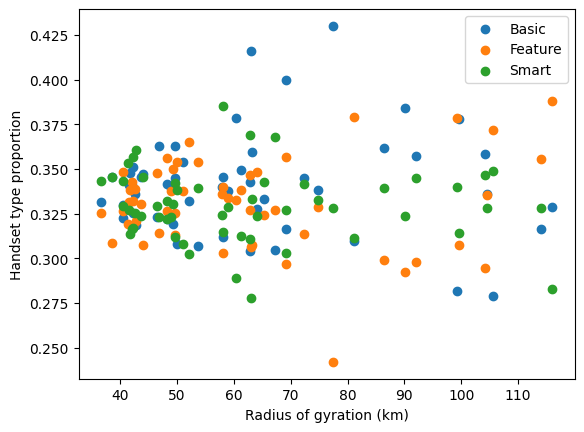 0.425
0.400
0.375
0.350
0.325
0.300
0.275
0.250
Handset type proportion
Basic
Feature
Smart
40 50 60 70 80 90 100 110
Radius of gyration (km)